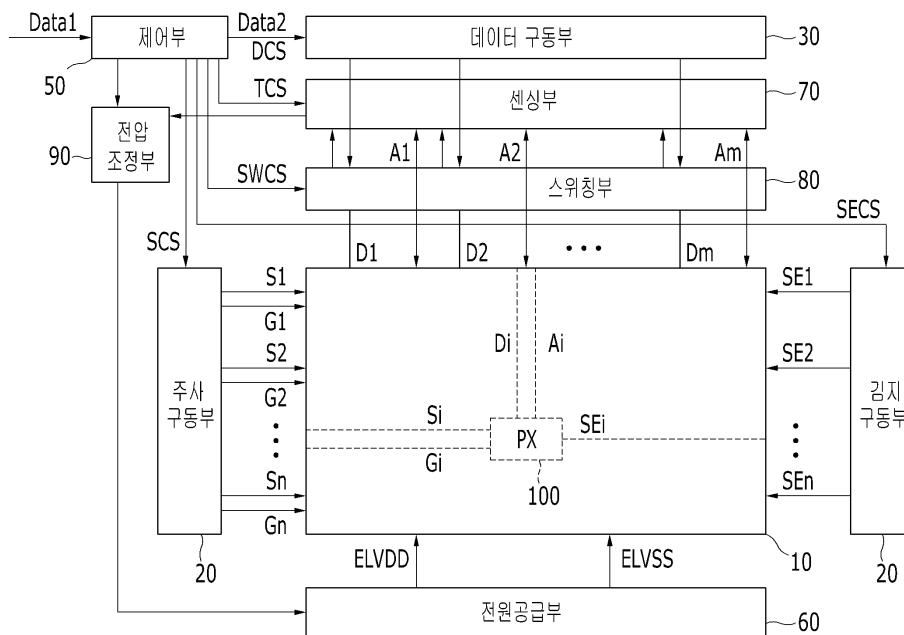 Data1
제어부
Data2
데이터 구동부
30
DCS
50
TCS
센싱부
70
전압
조정부
90
A1
A2
Am
SWCS
스위칭부
80
SECS
SCS
D1
D2
•••
Dm
S1
G1
S2
G2
Sn
Gn
주사
구동부
20
Di
Ai
Si
Gi
PX
SEi
100
SE1
SE2
SEn
김지
구동부
20
10
ELVDD
ELVSS
전원공급부
60